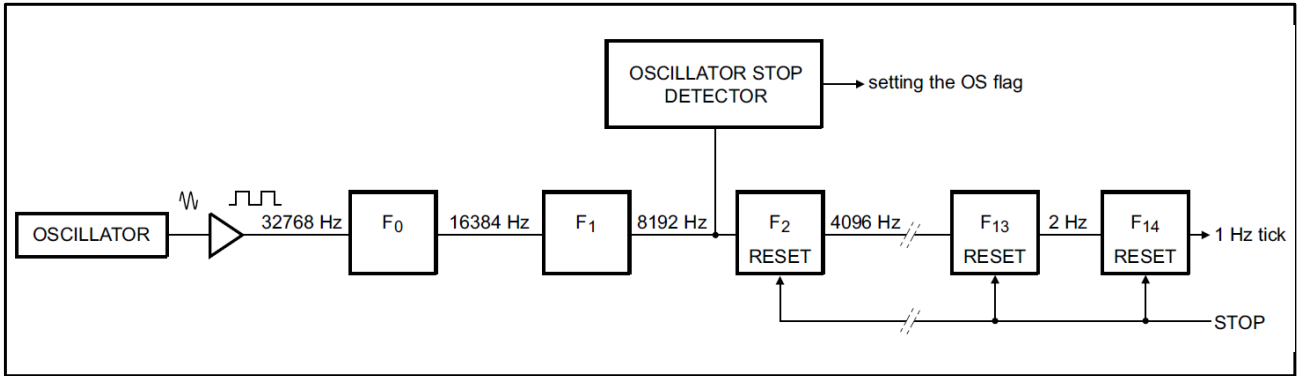 OSCILLATOR STOP
DETECTOR
setting the OS flag
OSCILLATOR
32768 Hz
F0
16384 Hz
F1
8192 Hz
F2
RESET
4096 Hz
F13
RESET
2 Hz
F14
RESET
1 Hz tick
STOP